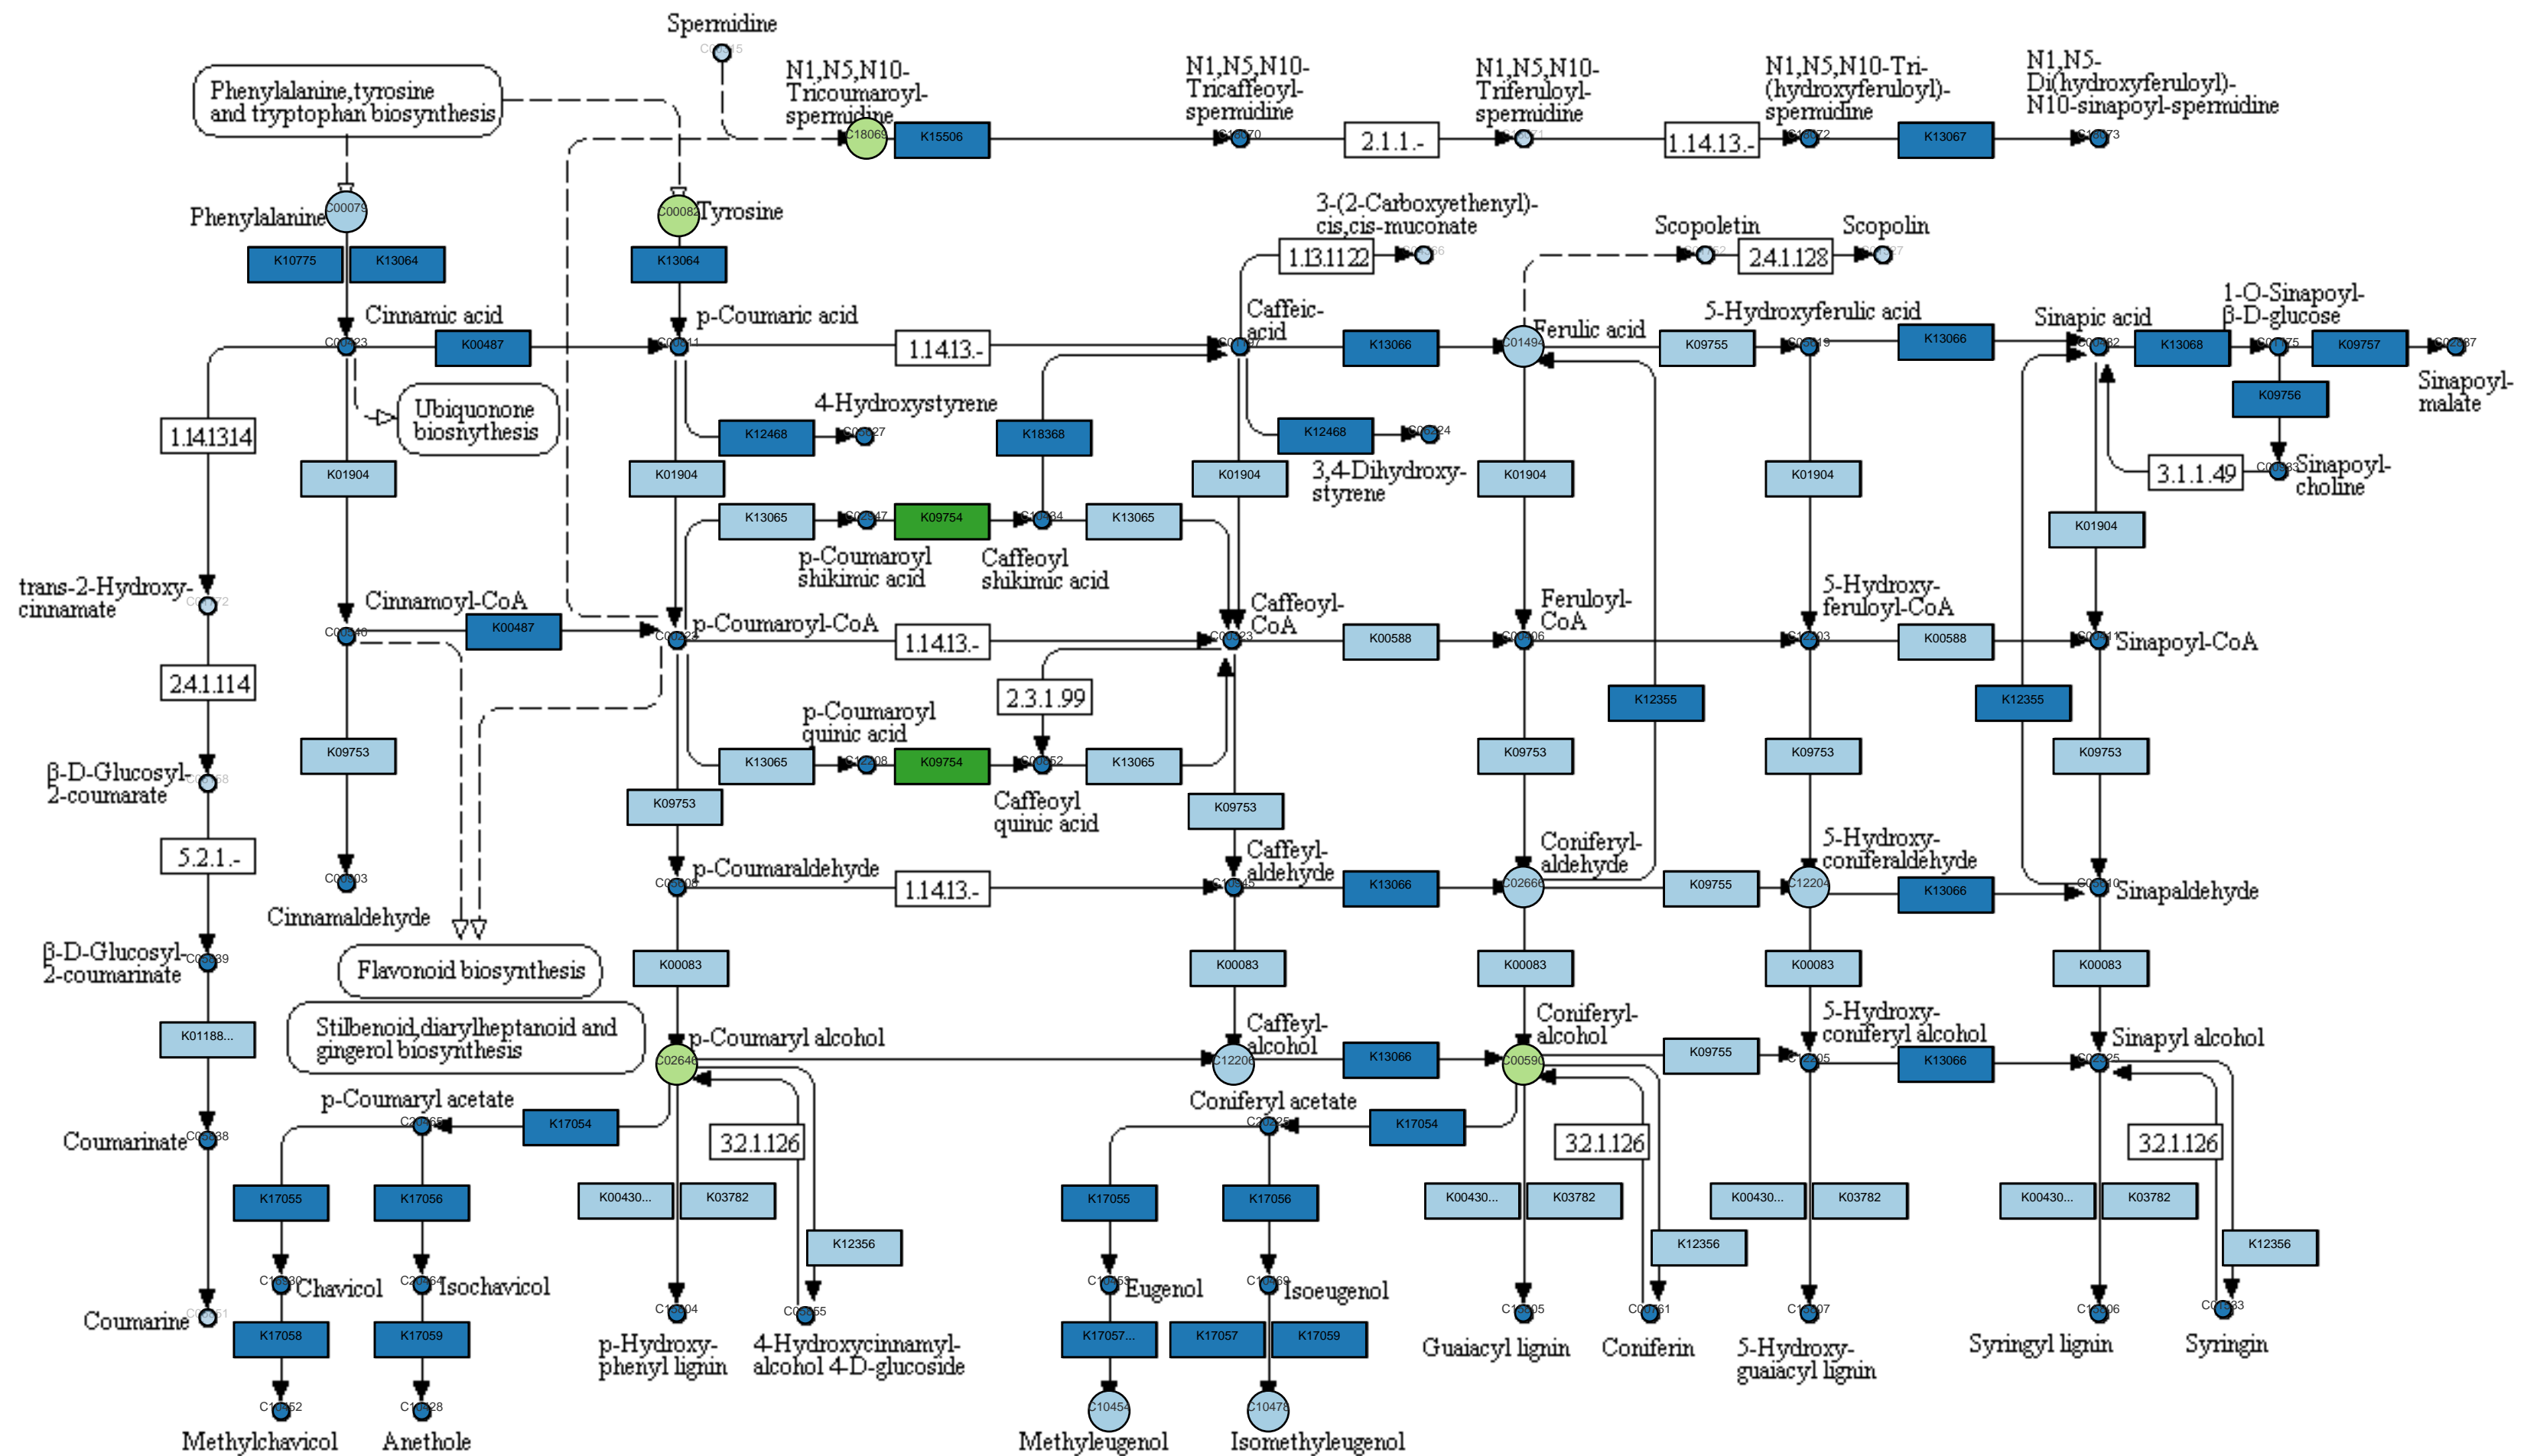 Spermidine
N1,N5,N10-
Tricoumaroyl-
spermidine
N1,N5,N10-
Tricaffeoyl-
spermidine
N1,N5,N10-
Triferuloyl-
spermidine
N1,N5,N10-Tri-
(hydroxyferuloyl)-
spermidine
N1,N5-
Di(hydroxyferuloyl)-
N10-sinapoyl-spermidine
Phenylalanine,tyrosine
and tryptophan biosynthesis
C18069
K15506
2.1.1.-
1.14.13.-
K13067
Phenylalanine
C00079
C00082
Tyrosine
3-(2-Carboxyethenyl)-
cis,cis-muconate
Scopoletin
Scopolin
K10775
K13064
K13064
1.13.1122
2.4.1.128
Cinnamic acid
p-Coumaric acid
Caffeic-
acid
Ferulic acid
5-Hydroxyferulic acid
Sinapic acid
1-O-Sinapoyl-
β-D-glucose
K00487
1.14.13.-
K13066
C01494
K09755
K13066
K13068
K09757
Sinapoyl-
malate
K09756
Ubiquonone
biosnythesis
4-Hydroxystyrene
1.14.1314
K12468
K18368
K12468
3,4-Dihydroxy-
styrene
3.1.1.49
Sinapoyl-
choline
K01904
K01904
K01904
K01904
K01904
K01904
K13065
K09754
K13065
p-Coumaroyl
shikimic acid
Caffeoyl
shikimic acid
trans-2-Hydroxy-
cinnamate
Cinnamoyl-CoA
K00487
p-Coumaroyl-CoA
1.14.13.-
Caffeoyl-
CoA
K00588
Feruloyl-
CoA
5-Hydroxy-
feruloyl-CoA
K00588
Sinapoyl-CoA
2.4.1.114
2.3.1.99
K12355
K12355
p-Coumaroyl
quinic acid
K09753
K13065
K09754
K13065
K09753
K09753
K09753
β-D-Glucosyl-
2-coumarate
Caffeoyl
quinic acid
K09753
K09753
5.2.1.-
p-Coumaraldehyde
1.14.13.-
Caffeyl-
aldehyde
K13066
Coniferyl-
aldehyde
C02666
K09755
5-Hydroxy-
coniferaldehyde
C12204
K13066
Sinapaldehyde
Cinnamaldehyde
β-D-Glucosyl-
2-coumarinate
Flavonoid biosynthesis
K00083
K00083
K00083
K00083
K00083
K01188...
Stilbenoid,diarylheptanoid and
gingerol biosynthesis
p-Coumaryl alcohol
C02646
Caffeyl-
alcohol
C12206
K13066
Coniferyl-
alcohol
C00590
K09755
5-Hydroxy-
coniferyl alcohol
K13066
Sinapyl alcohol
p-Coumaryl acetate
K17054
Coniferyl acetate
K17054
Coumarinate
32.1.126
32.1.126
32.1.126
K17055
K17056
K00430...
K03782
K17055
K17056
K00430...
K03782
K00430...
K03782
K00430...
K03782
K12356
K12356
K12356
Chavicol
Isochavicol
Eugenol
Isoeugenol
Coumarine
K17058
K17059
p-Hydroxy-
phenyl lignin
4-Hydroxycinnamyl-
alcohol 4-D-glucoside
K17057...
K17057
K17059
Guaiacyl lignin
Coniferin
5-Hydroxy-
guaiacyl lignin
Syringyl lignin
Syringin
C10454
C10478
Methylchavicol
Anethole
Methyleugenol
Isomethyleugenol